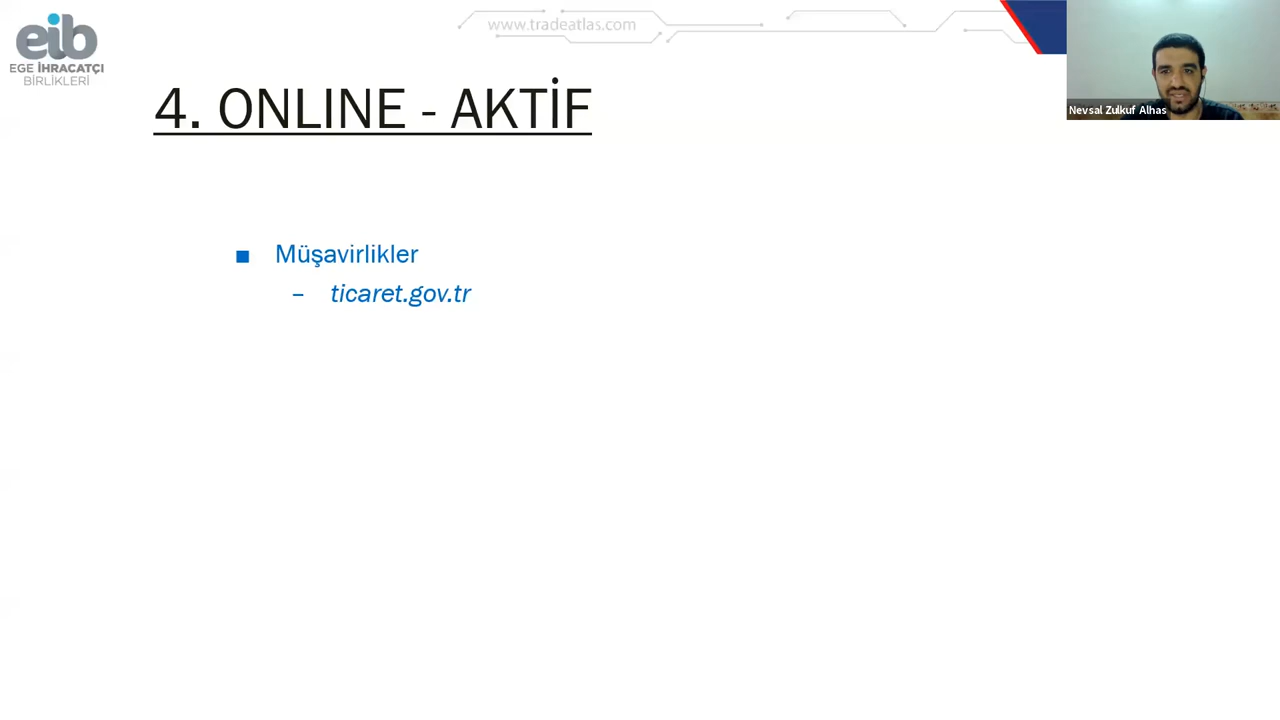 eib
EGE İHRACATÇI
BİRLİKLERİ
www.tradeatlas.com
Nevsal Zulkuf Alhas
4. ONLINE - AKTİF
■ Müşavirlikler
– ticaret.gov.tr